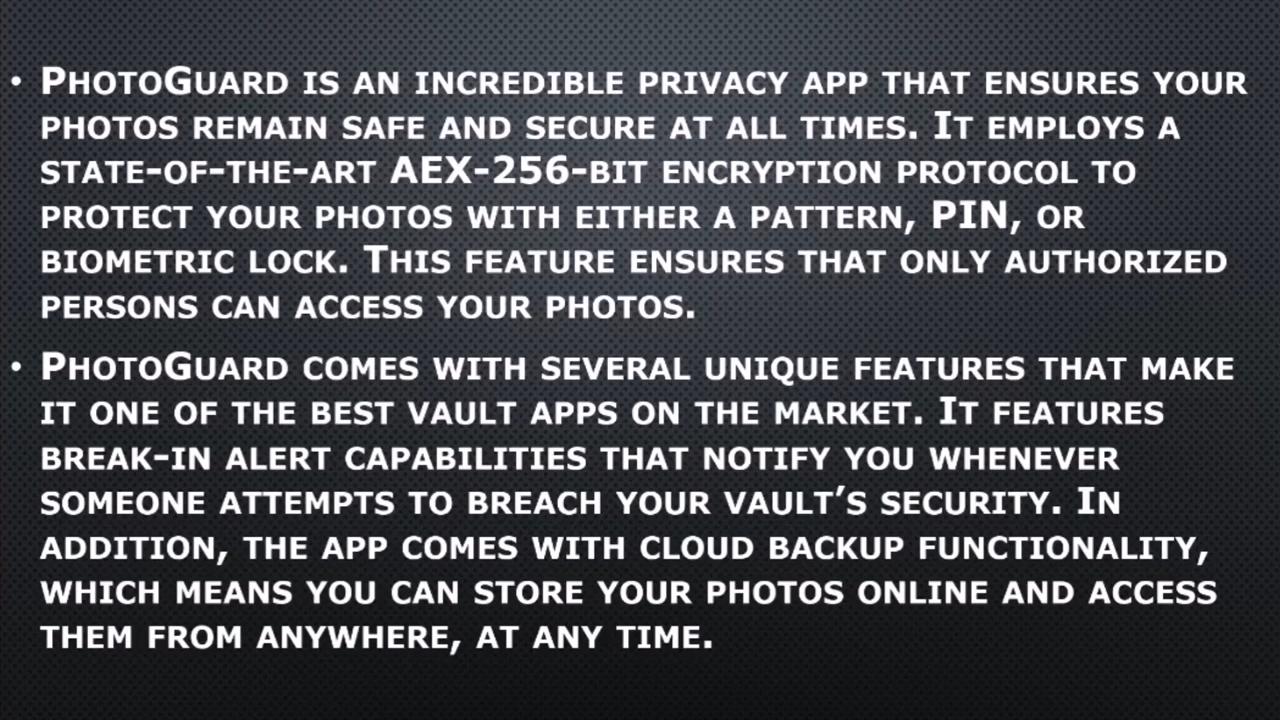 • PhotoGuard is an incredible privacy app that ensures your
photos remain safe and secure at all times. It employs a
state-of-the-art AEX-256-bit encryption protocol to
protect your photos with either a pattern, PIN, or
biometric lock. This feature ensures that only authorized
persons can access your photos.
• PhotoGuard comes with several unique features that make
it one of the best vault apps on the market. It features
break-in alert capabilities that notify you whenever
someone attempts to breach your vault’s security. In
addition, the app comes with cloud backup functionality,
which means you can store your photos online and access
them from anywhere, at any time.